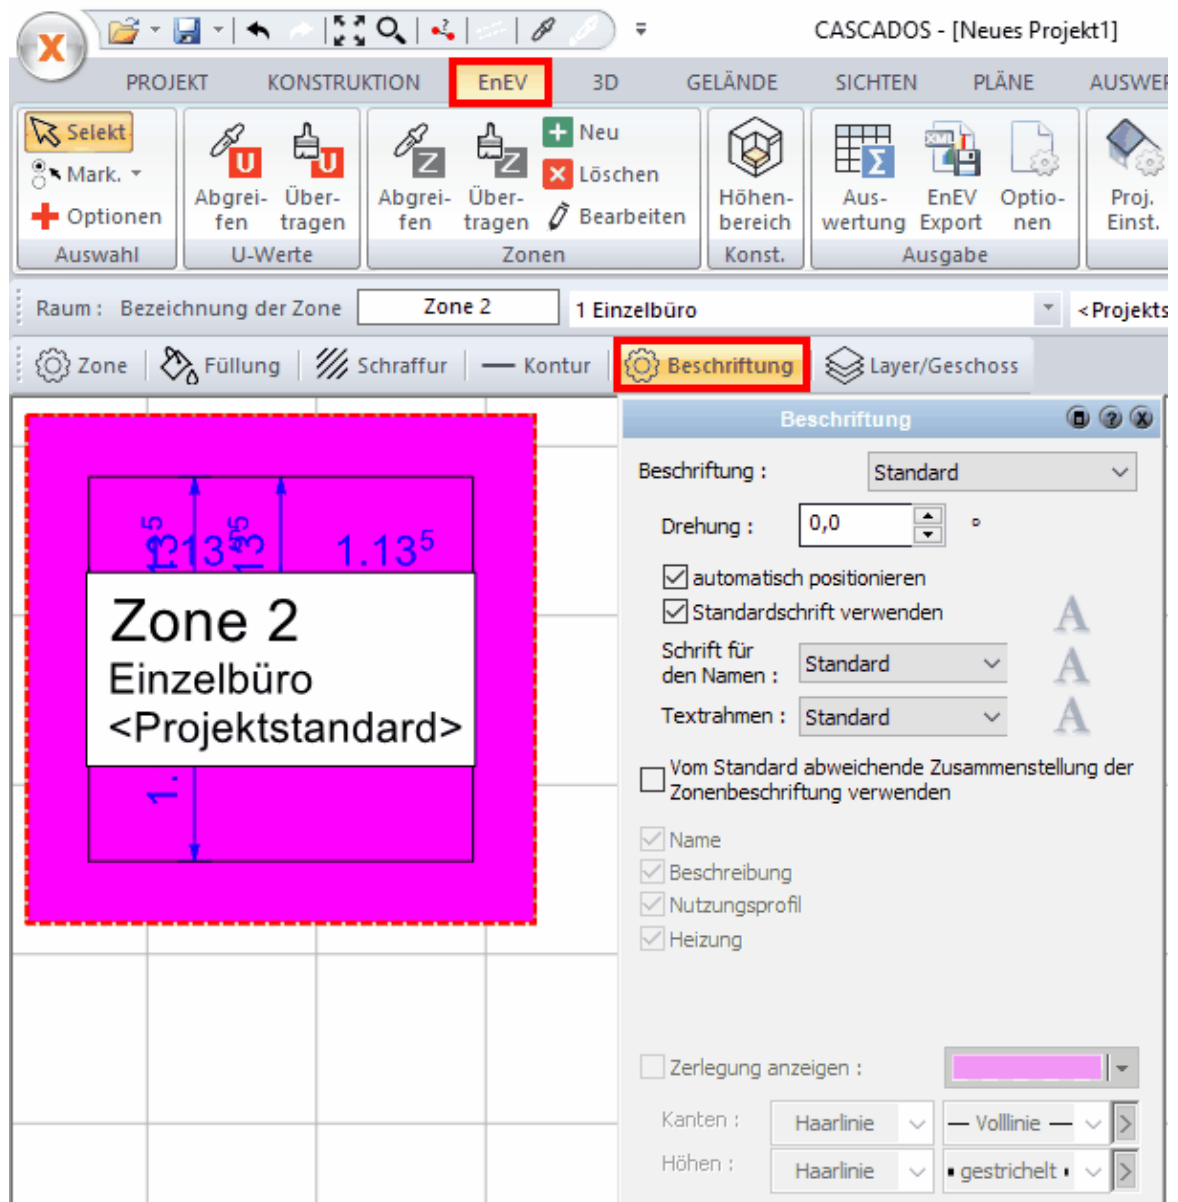 X
CASCADOS - [Neues Projekt1]
PROJEKT KONSTRUKTION EnEV 3D GELÄNDE SICHTEN PLÄNE AUSWER
Selekt
Mark.
Optionen
Auswahl
U U
Abgrei-
fen
Über-
tragen
U-Werte
Z Z
Abgrei-
fen
Über-
tragen
Neu
Löschen
Bearbeiten
Zonen
Höhen-
bereich
Konst.
Σ
Aus-
wertung
XML
EnEV
Export
Optio-
nen
Ausgabe
Proj.
Einst.
Raum : Bezeichnung der Zone Zone 2 1 Einzelbüro <Projekts
Zone Füllung Schraffur Kontur Beschriftung Layer/Geschoss
1.13⁵
Zone 2
Einzelbüro
<Projektstandard>
1.
Beschriftung
Beschriftung : Standard
Drehung : 0,0 °
automatisch positionieren
Standardschrift verwenden
A
Schrift für
den Namen : Standard A
Textrahmen : Standard A
Vom Standard abweichende Zusammenstellung der
Zonenbeschriftung verwenden
Name
Beschreibung
Nutzungsprofil
Heizung
Zerlegung anzeigen :
Kanten : Haarlinie Volllinie >
Höhen : Haarlinie gestrichelt >